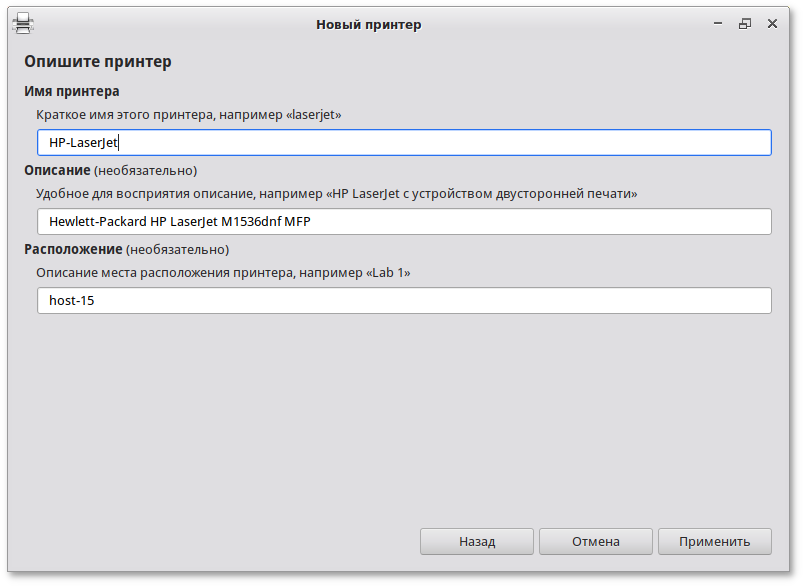 Новый принтер
Опишите принтер
Имя принтера
Краткое имя этого принтера, например «laserjet»
HP-LaserJet
Описание (необязательно)
Удобное для восприятия описание, например «HP LaserJet с устройством двусторонней печати»
Hewlett-Packard HP LaserJet M1536dnf MFP
Расположение (необязательно)
Описание места расположения принтера, например «Lab 1»
host-15
Назад Отмена Применить